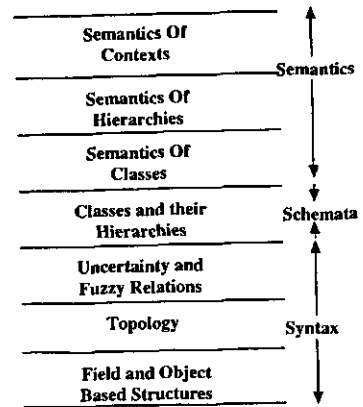 Semantics Of
Contexts
Semantics
Semantics Of
Hierarchies
Semantics Of
Classes
Classes and their
Hierarchies
Schemata
Uncertainty and
Fuzzy Relations
Topology
Syntax
Field and Object
Based Structures